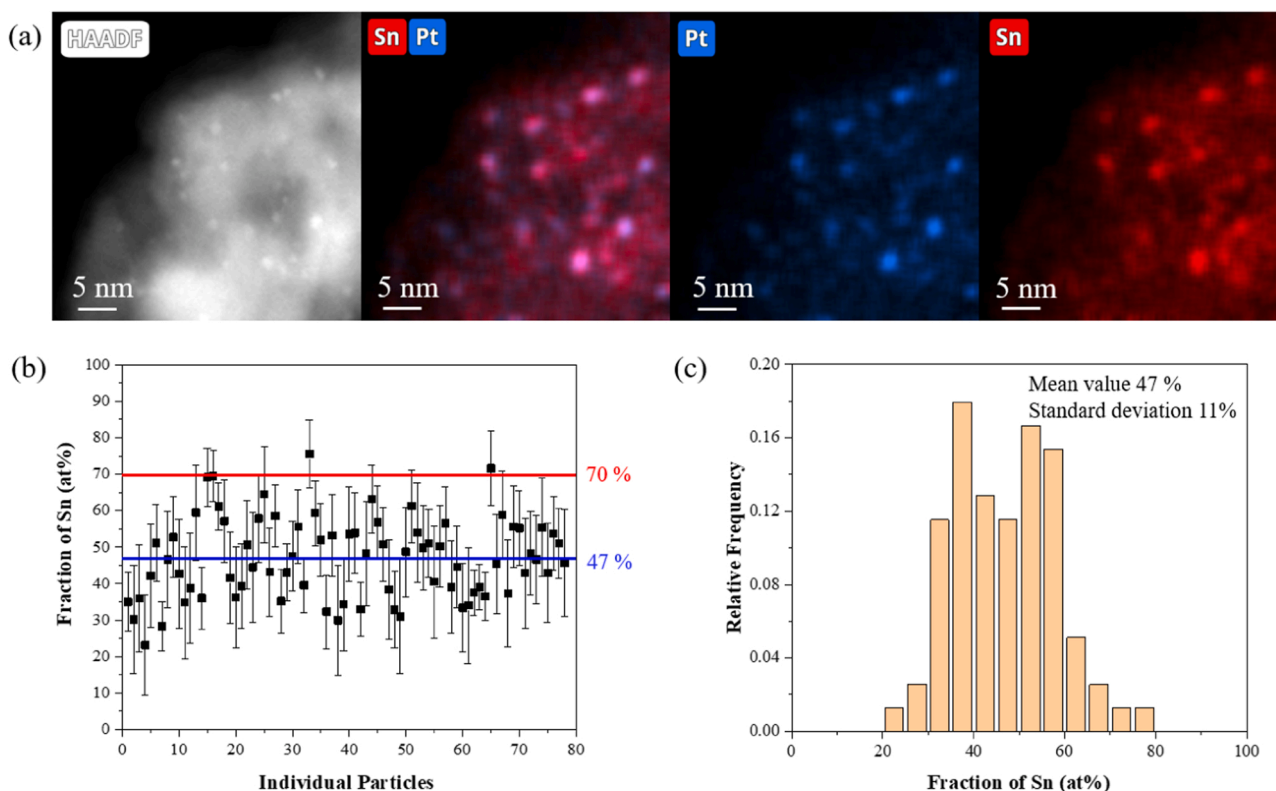 (a)
HAADF
Sn Pt
Pt
Sn
5 nm
5 nm
5 nm
5 nm
(b)
100
90
80
70
60
50
40
30
20
10
0
Fraction of Sn (at%)
70 %
47 %
0 10 20 30 40 50 60 70 80
Individual Particles
(c)
0.20
0.16
0.12
0.08
0.04
0.00
Relative Frequency
Mean value 47 %
Standard deviation 11%
0 20 40 60 80 100
Fraction of Sn (at%)